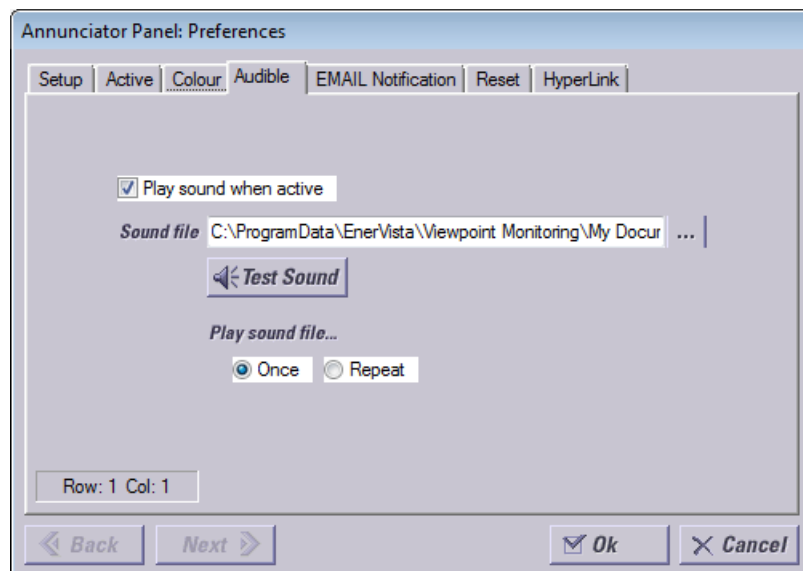 Annunciator Panel: Preferences
Setup Active Colour Audible EMAIL Notification Reset HyperLink
Play sound when active
Sound file C:\ProgramData\EnerVista\Viewpoint Monitoring\My Docur ...
Test Sound
Play sound file...
Once Repeat
Row: 1 Col: 1
Back Next Ok Cancel